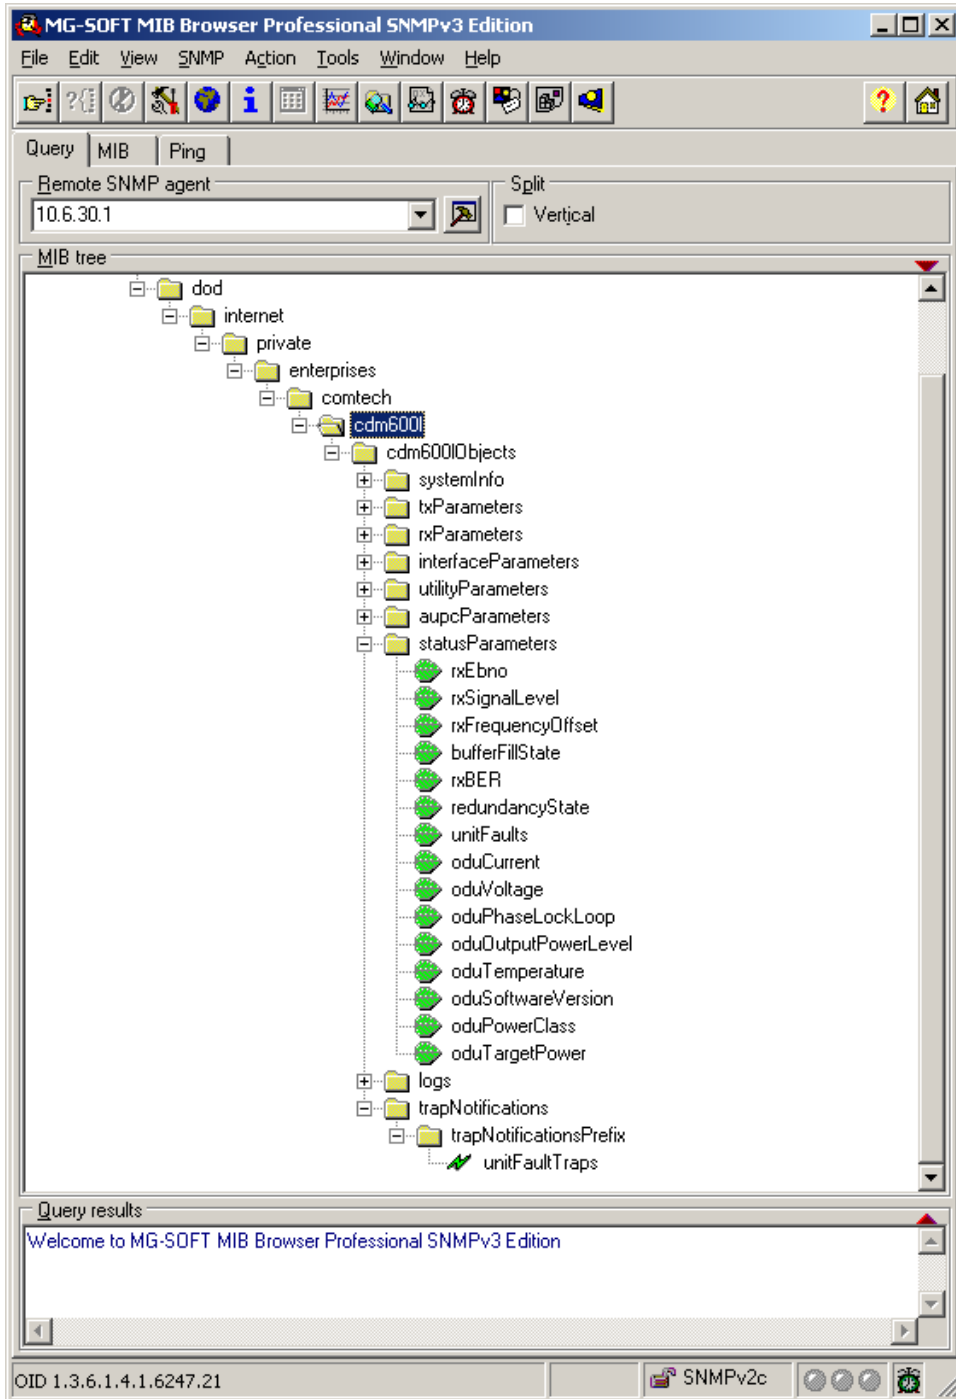 MG-SOFT MIB Browser Professional SNMPv3 Edition
File Edit View SNMP Action Tools Window Help
Query MIB Ping
Remote SNMP agent Split
10.6.30.1 Vertical
MIB tree
dod
internet
private
enterprises
comtech
cdm600I
cdm600IObjects
systemInfo
txParameters
rxParameters
interfaceParameters
utilityParameters
aupcParameters
statusParameters
rxEbno
rxSignalLevel
rxFrequencyOffset
bufferFillState
rxBER
redundancyState
unitFaults
oduCurrent
oduVoltage
oduPhaseLockLoop
oduOutputPowerLevel
oduTemperature
oduSoftwareVersion
oduPowerClass
oduTargetPower
logs
trapNotifications
trapNotificationsPrefix
unitFaultTraps
Query results
Welcome to MG-SOFT MIB Browser Professional SNMPv3 Edition
OID 1.3.6.1.4.1.6247.21 SNMPv2c